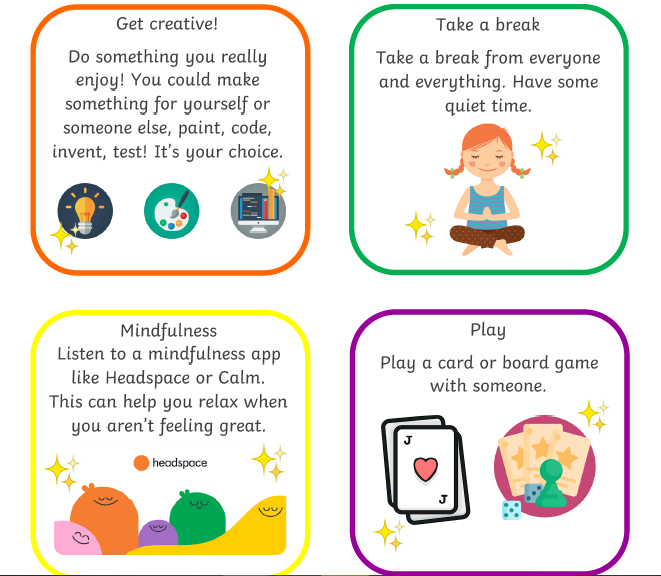 Get creative!
Do something you really
enjoy! You could make
something for yourself or
someone else, paint, code,
invent, test! It's your choice.
Take a break
Take a break from everyone
and everything. Have some
quiet time.
Mindfulness
Listen to a mindfulness app
like Headspace or Calm.
This can help you relax when
you aren't feeling great.
headspace
Play
Play a card or board game
with someone.
J
J